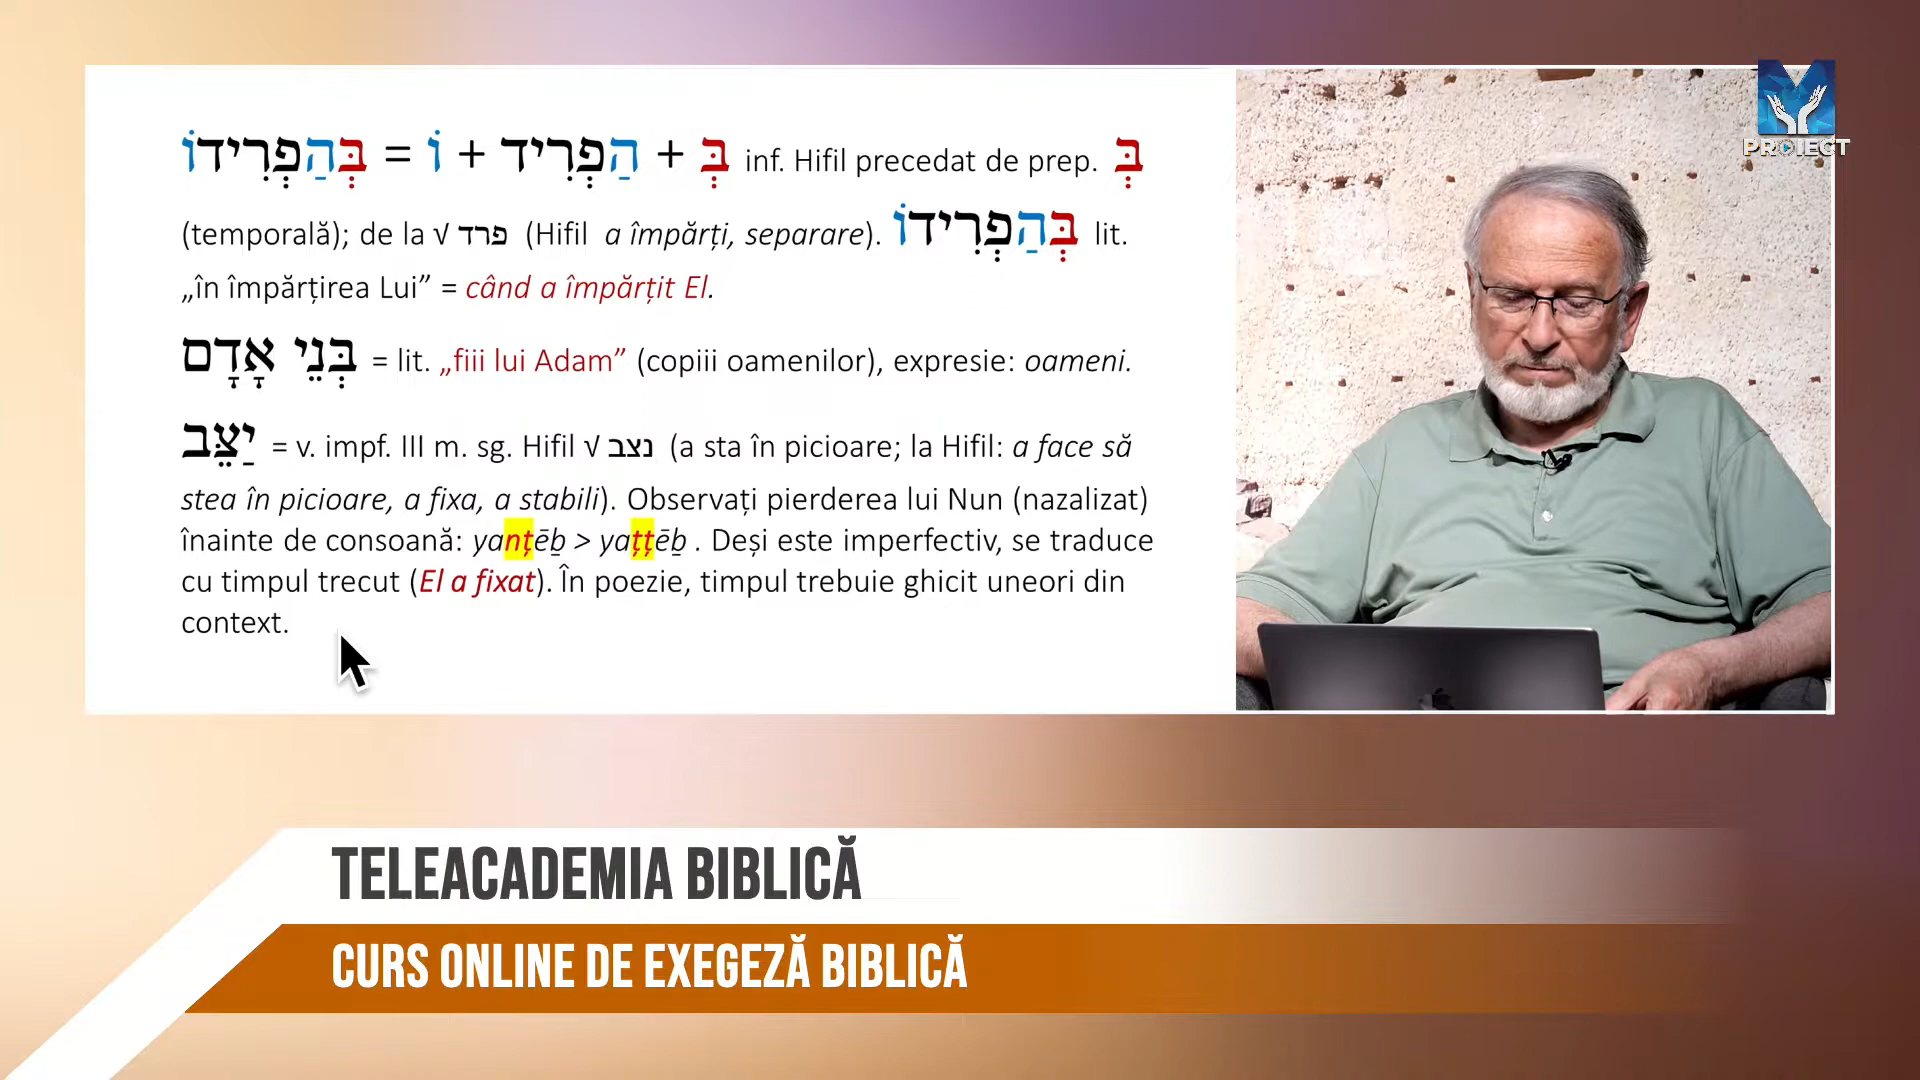 בְּהַפְרִידוֹ = וֹ + הַפְרִיד + בְּ inf. Hifil precedat de prep. בְּ
(temporală); de la √ פרד (Hifil a împărți, separare). בְּהַפְרִידוֹ lit.
„în împărțirea Lui” = când a împărțit El.
בְּנֵי אָדָם = lit. „fiii lui Adam” (copiii oamenilor), expresie: oameni.
יַצֵּב = v. impf. III m. sg. Hifil √ נצב (a sta în picioare; la Hifil: a face să
stea în picioare, a fixa, a stabili). Observați pierderea lui Nun (nazalizat)
înainte de consoană: yanțēḇ > yațțēḇ . Deși este imperfectiv, se traduce
cu timpul trecut (El a fixat). În poezie, timpul trebuie ghicit uneori din
context.
PROIECT
TELEACADEMIA BIBLICĂ
CURS ONLINE DE EXEGEZĂ BIBLICĂ